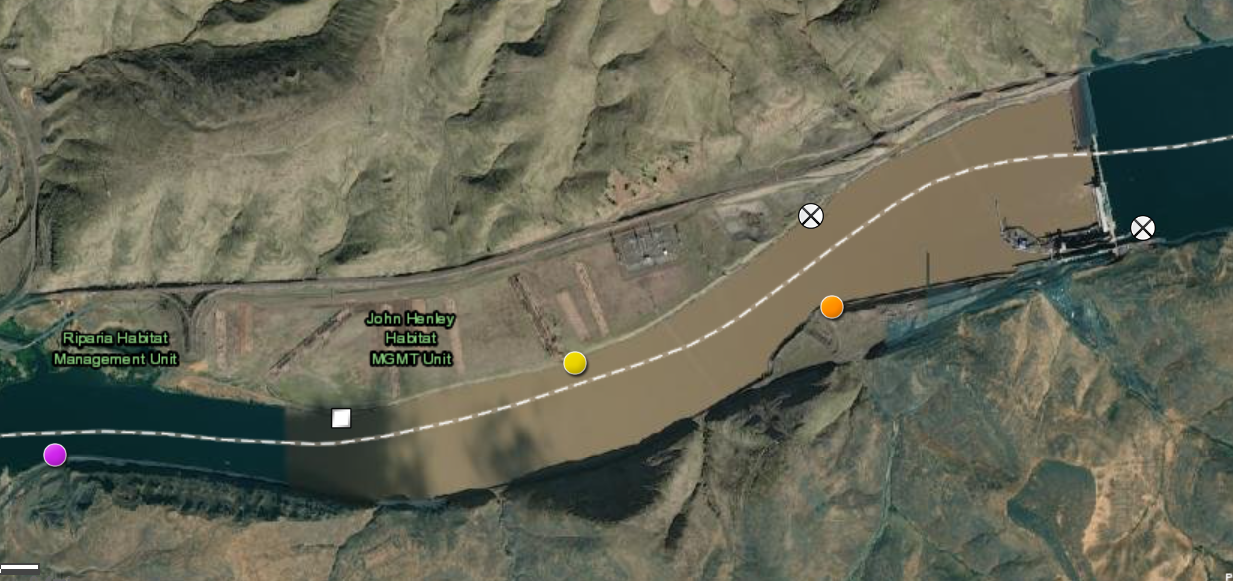 Riparia Habitat
Management Unit
John Henley
Habitat
MGMT Unit
P